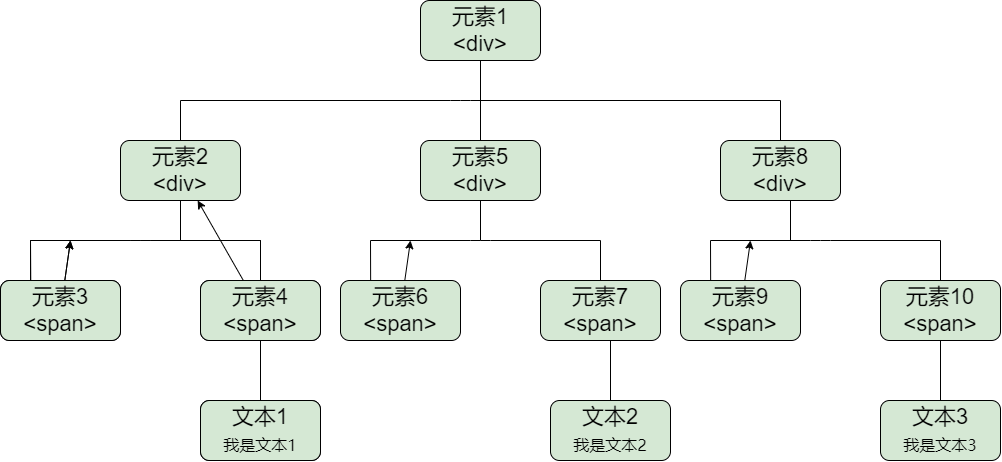 元素1
<div>
元素2
<div>
元素5
<div>
元素8
<div>
元素3
<span>
元素4
<span>
元素6
<span>
元素7
<span>
元素9
<span>
元素10
<span>
文本1
我是文本1
文本2
我是文本2
文本3
我是文本3